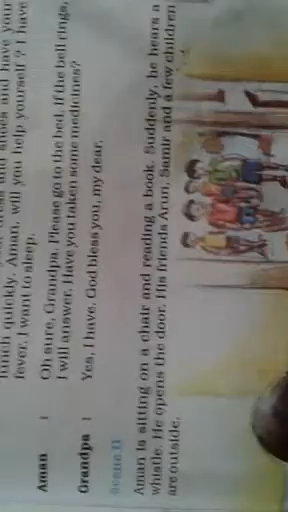 lunch quickly. Aman, will you help yourself? I have
fever. I want to sleep.
Aman : Oh sure, Grandpa. Please go to the bed. If the bell rings,
I will answer. Have you taken some medicines?
Grandpa : Yes, I have. God bless you, my dear.
Scene II
Aman is sitting on a chair and reading a book. Suddenly, he hears a
whistle. He opens the door. His friends Arun, Samir and a few children
are outside.